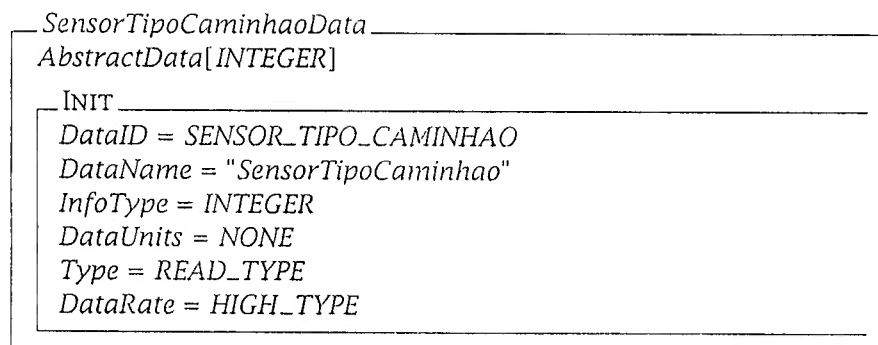 SensorTipoCaminhaoData
AbstractData[INTEGER]
INIT
DataID = SENSOR_TIPO_CAMINHAO
DataName = "SensorTipoCaminhao"
InfoType = INTEGER
DataUnits = NONE
Type = READ_TYPE
DataRate = HIGH_TYPE